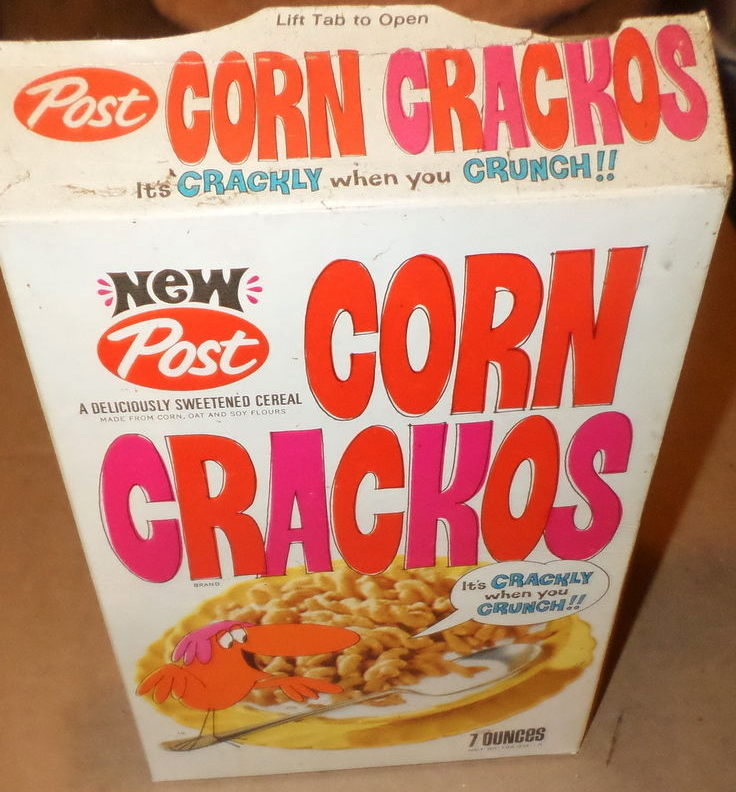 Lift Tab to Open
Post CORN CRACKOS
It's CRACKLY when you CRUNCH!!
NEW
Post
CORN
A DELICIOUSLY SWEETENED CEREAL
MADE FROM CORN, OAT AND SOY FLOURS
CRACKOS
BRAND
It's CRACKLY
when you
CRUNCH!!
7 OUNCES